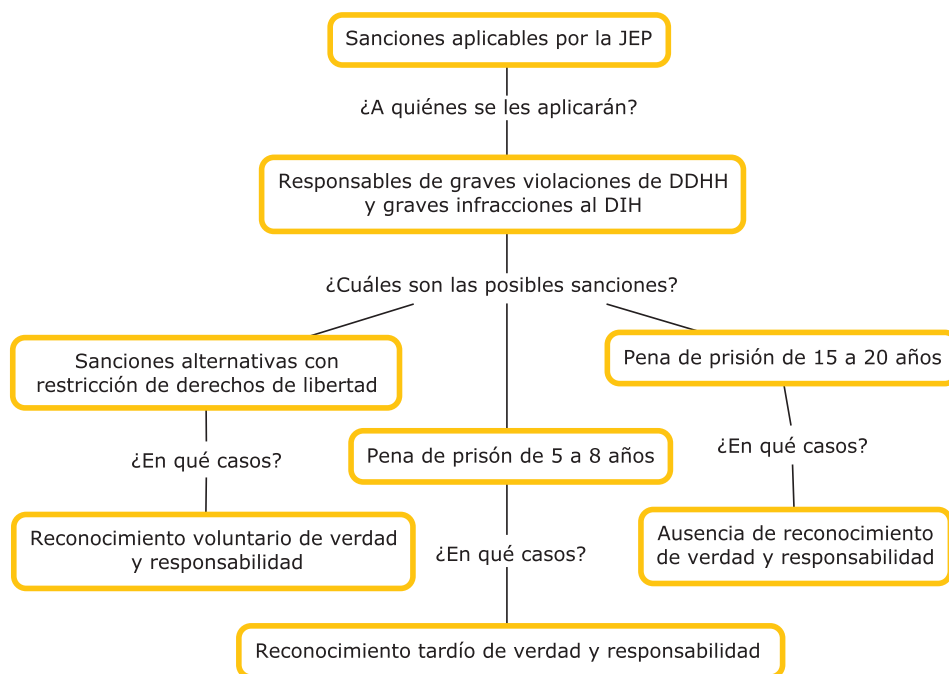 Sanciones aplicables por la JEP
¿A quiénes se les aplicarán?
Responsables de graves violaciones de DDHH
y graves infracciones al DIH
¿Cuáles son las posibles sanciones?
Sanciones alternativas con
restricción de derechos de libertad
¿En qué casos?
Reconocimiento voluntario de verdad
y responsabilidad
Pena de prisón de 5 a 8 años
¿En qué casos?
Reconocimiento tardío de verdad y responsabilidad
Pena de prisión de 15 a 20 años
¿En qué casos?
Ausencia de reconocimiento
de verdad y responsabilidad